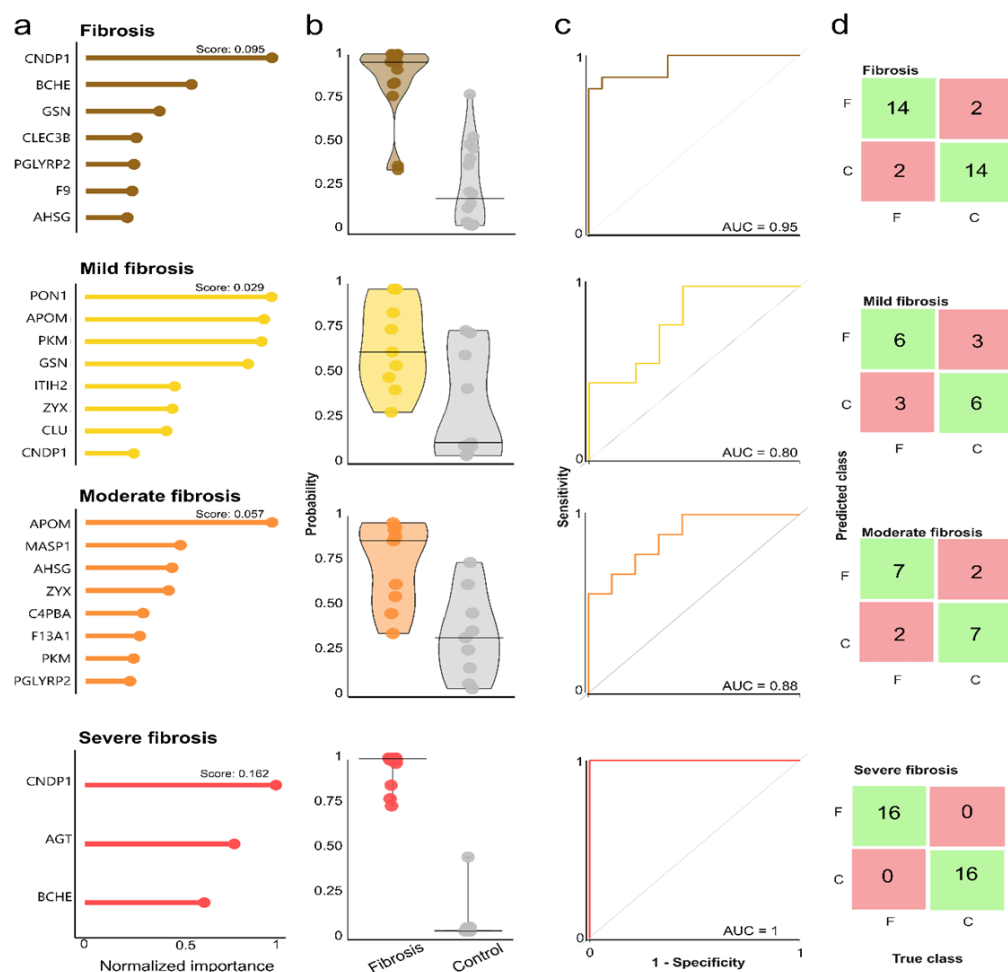 a
b
c
d
Fibrosis
Score: 0.095
CNDP1
BCHE
GSN
CLEC3B
PGLYRP2
F9
AHSG
1
0.75
0.50
0.25
0
1
0
AUC = 0.95
Fibrosis
F
14
2
C
2
14
F
C
Mild fibrosis
Score: 0.029
PON1
APOM
PKM
GSN
ITIH2
ZYX
CLU
CNDP1
1
0.75
0.50
0.25
0
1
0
AUC = 0.80
Mild fibrosis
F
6
3
C
3
6
F
C
Moderate fibrosis
Score: 0.057
APOM
MASP1
AHSG
ZYX
C4PBA
F13A1
PKM
PGLYRP2
Probability
1
0.75
0.50
0.25
0
Sensitivity
1
0
AUC = 0.88
Predicted class
Moderate fibrosis
F
7
2
C
2
7
F
C
Severe fibrosis
Score: 0.162
CNDP1
AGT
BCHE
0
0.5
1
Normalized importance
1
0.75
0.50
0.25
0
Fibrosis
Control
1
0
AUC = 1
0
1
1 - Specificity
Severe fibrosis
F
16
0
C
0
16
F
C
True class